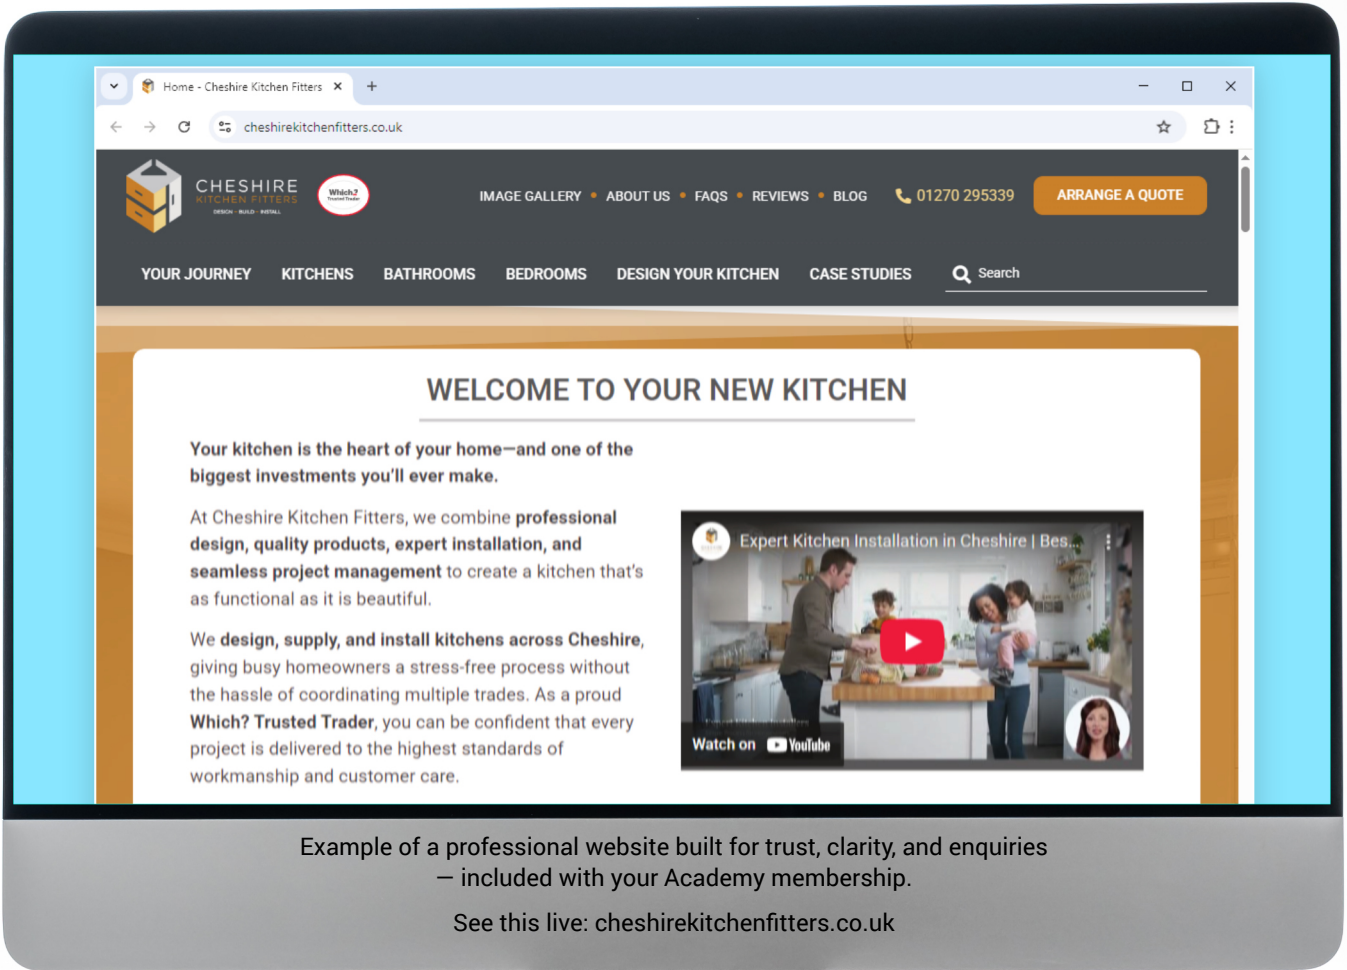 Home - Cheshire Kitchen Fitters
cheshirekitchenfitters.co.uk
CHESHIRE
KITCHEN FITTERS
DESIGN - BUILD - INSTALL
Which?
Trusted Trader
IMAGE GALLERY • ABOUT US • FAQS • REVIEWS • BLOG
01270 295339
ARRANGE A QUOTE
YOUR JOURNEY KITCHENS BATHROOMS BEDROOMS DESIGN YOUR KITCHEN CASE STUDIES
Search
WELCOME TO YOUR NEW KITCHEN
Your kitchen is the heart of your home—and one of the
biggest investments you'll ever make.
At Cheshire Kitchen Fitters, we combine professional
design, quality products, expert installation, and
seamless project management to create a kitchen that's
as functional as it is beautiful.
We design, supply, and install kitchens across Cheshire,
giving busy homeowners a stress-free process without
the hassle of coordinating multiple trades. As a proud
Which? Trusted Trader, you can be confident that every
project is delivered to the highest standards of
workmanship and customer care.
Expert Kitchen Installation in Cheshire | Bes...
Watch on YouTube
Example of a professional website built for trust, clarity, and enquiries
— included with your Academy membership.
See this live: cheshirekitchenfitters.co.uk